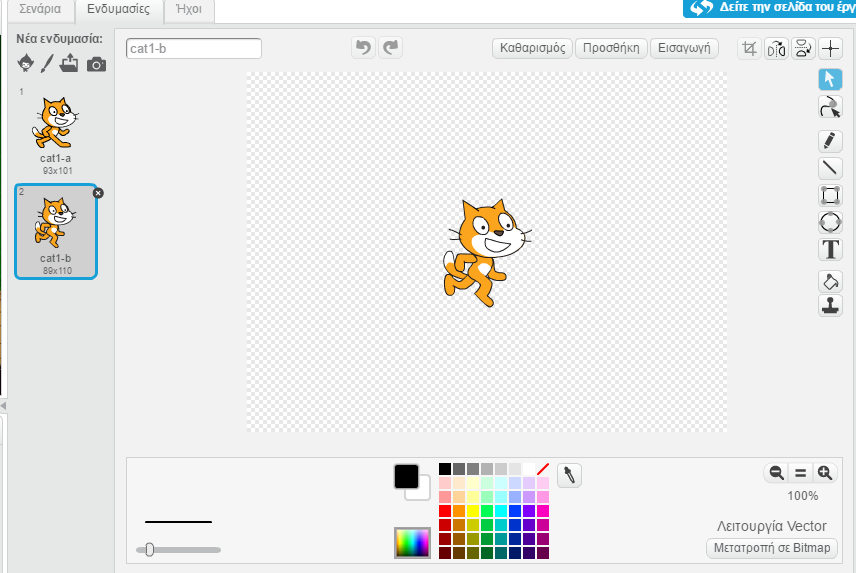 Σενάρια Ενδυμασίες Ήχοι
Δείτε την σελίδα του έργ
Νέα ενδυμασία:
cat1-b
Καθαρισμός Προσθήκη Εισαγωγή
1
cat1-a
93x101
2
cat1-b
89x110
T
100%
Λειτουργία Vector
Μετατροπή σε Bitmap